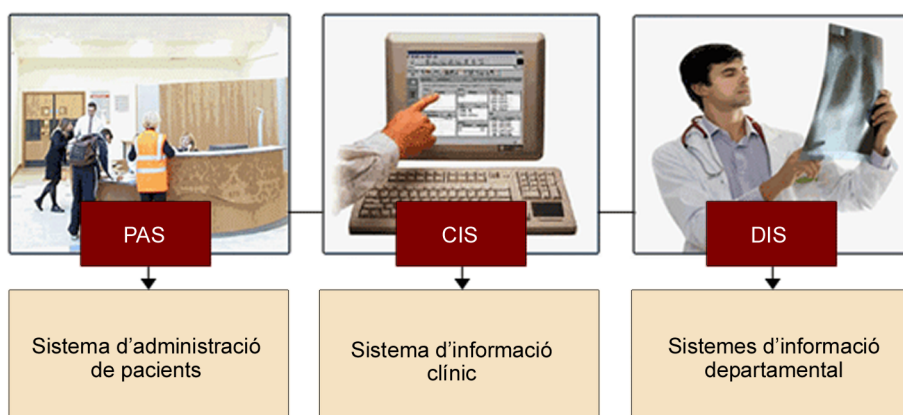 PAS
CIS
DIS
Sistema d’administració
de pacients
Sistema d’informació
clínic
Sistemes d’informació
departamental